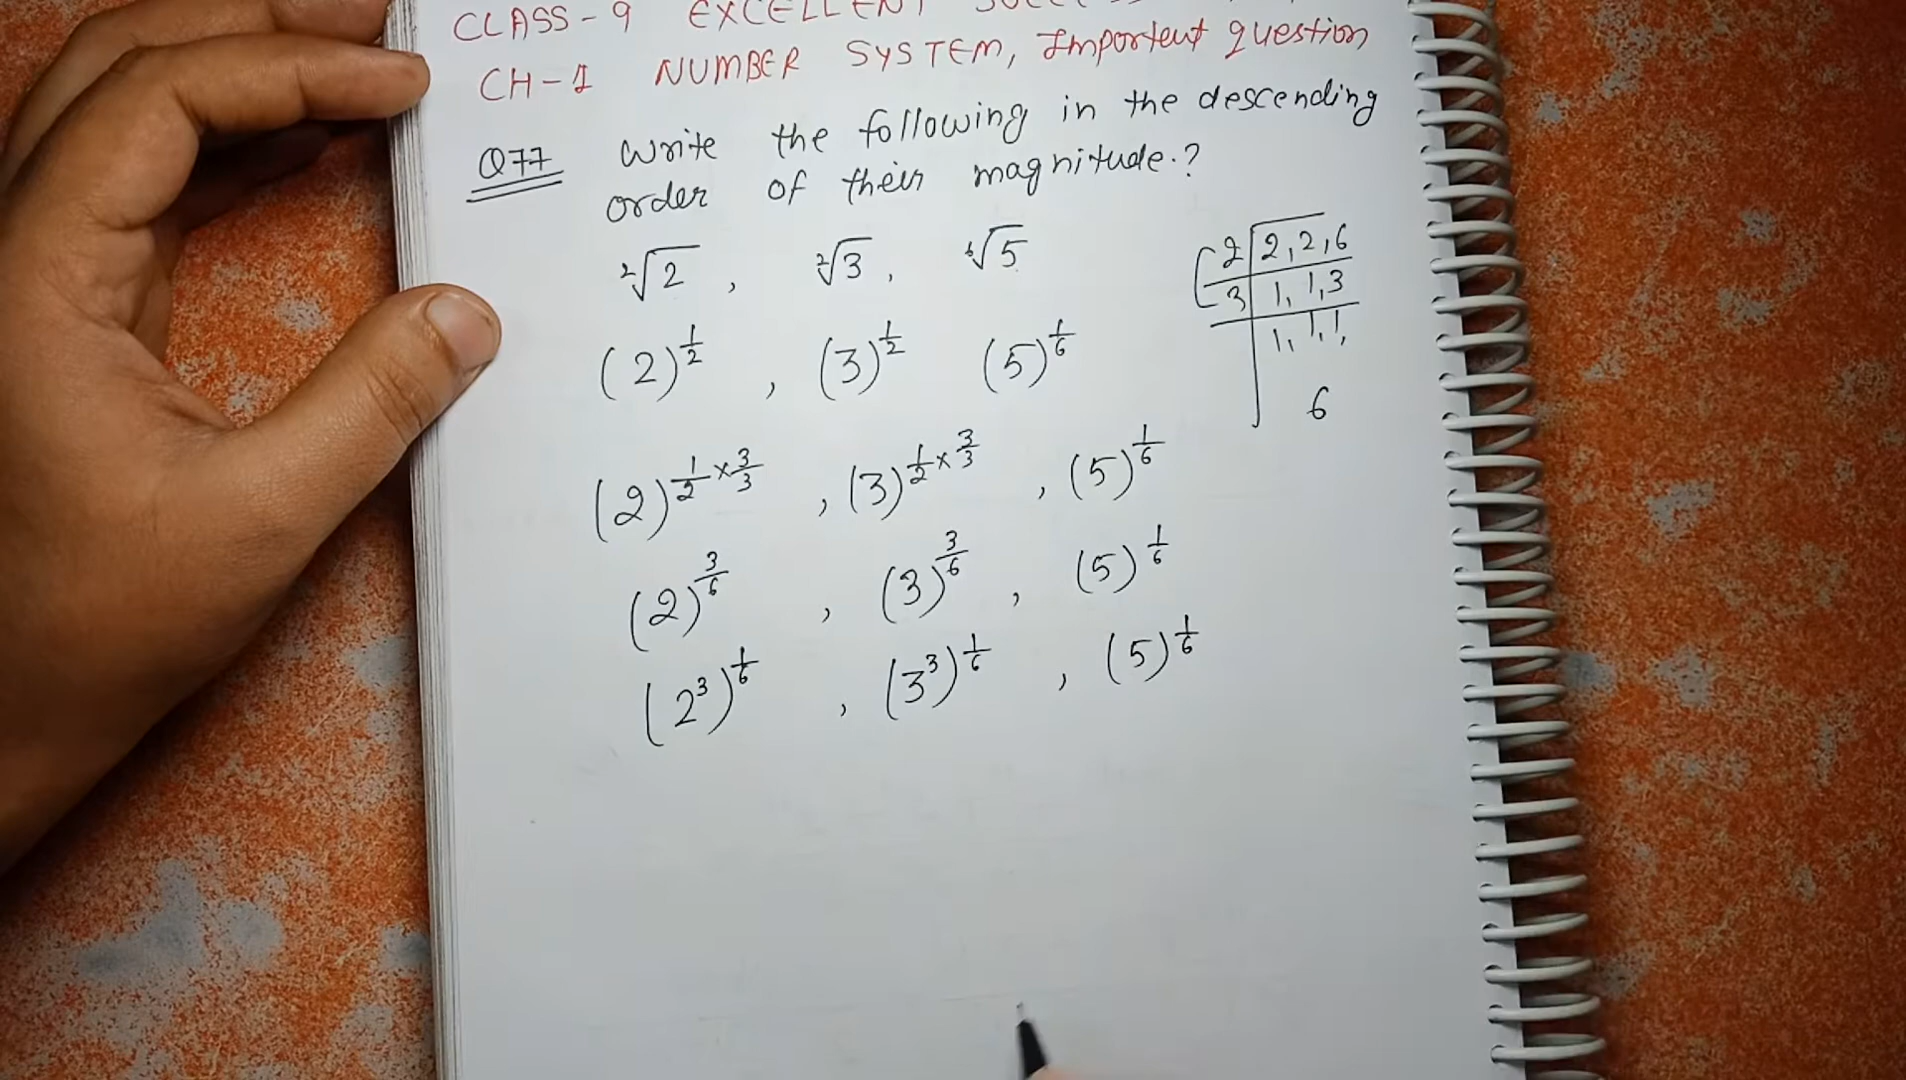 CLASS-9 EXCELLENT
CH-1 NUMBER SYSTEM, Importent question
Q77 Write the following in the descending
order of their magnitude.?
²√2 , ²√3 , ⁶√5
(2)^1/2 , (3)^1/2 (5)^1/6
(2)^1/2×3/3 , (3)^1/2×3/3 , (5)^1/6
(2)^3/6 , (3)^3/6 , (5)^1/6
(2³)^1/6 , (3³)^1/6 , (5)^1/6
2 | 2, 2, 6
3 | 1, 1, 3
1, 1, 1,
6